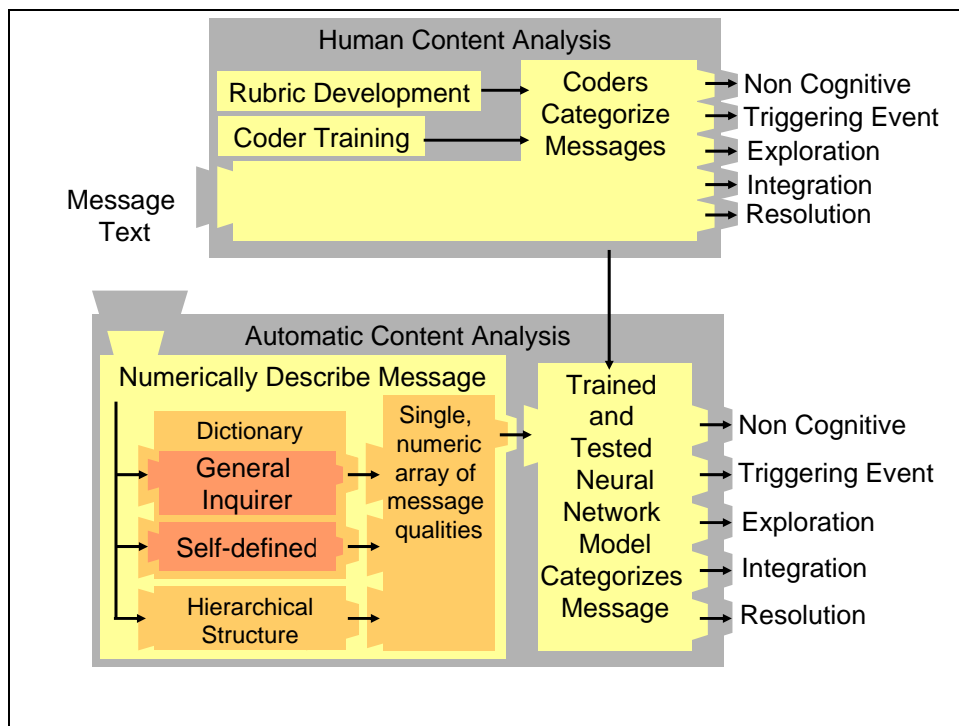 Human Content Analysis
Rubric Development
Coder Training
Coders
Categorize
Messages
Non Cognitive
Triggering Event
Exploration
Integration
Resolution
Message
Text
Automatic Content Analysis
Numerically Describe Message
Dictionary
General
Inquirer
Self-defined
Hierarchical
Structure
Single,
numeric
array of
message
qualities
Trained
and
Tested
Neural
Network
Model
Categorizes
Message
Non Cognitive
Triggering Event
Exploration
Integration
Resolution